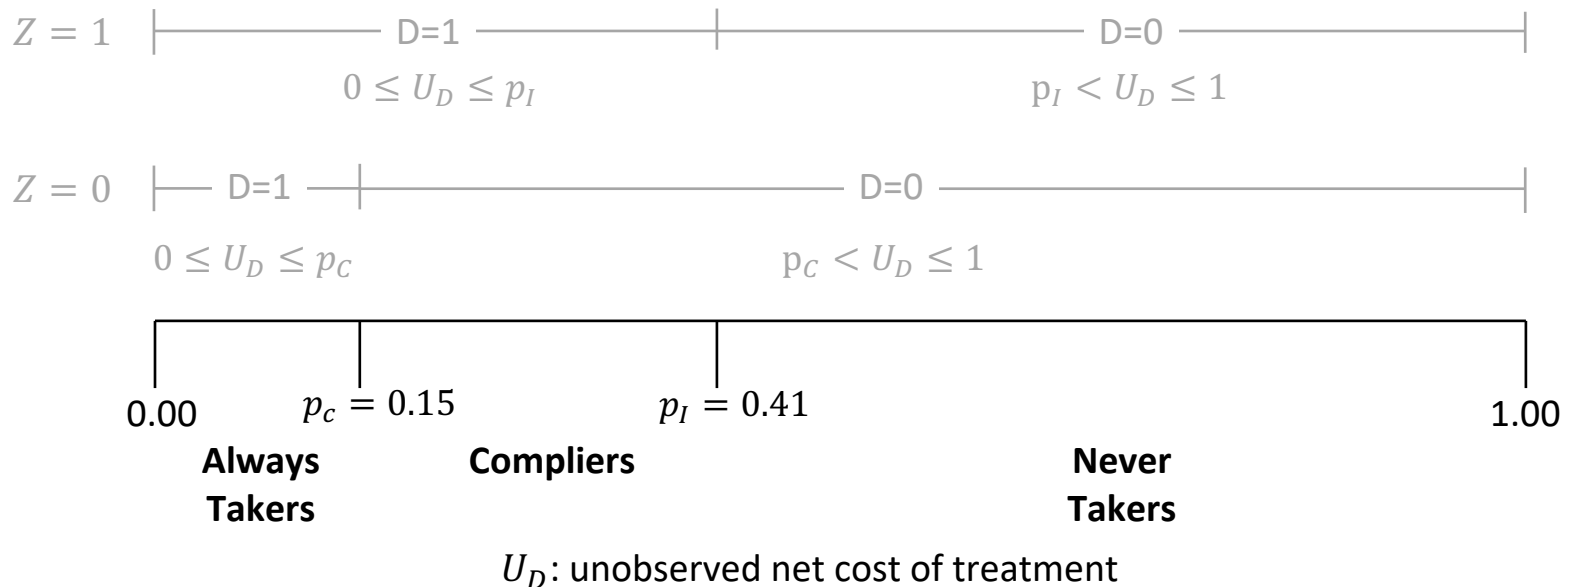 Z = 1 D=1 D=0
0 ≤ U_D ≤ p_I p_I < U_D ≤ 1
Z = 0 D=1 D=0
0 ≤ U_D ≤ p_C p_C < U_D ≤ 1
0.00 p_c = 0.15 p_I = 0.41 1.00
Always Compliers Never
Takers Takers
U_D: unobserved net cost of treatment